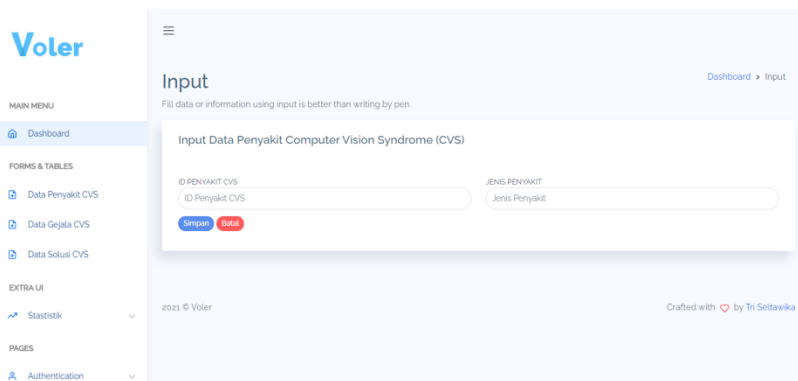 Voler
MAIN MENU
Dashboard
FORMS & TABLES
Data Penyakit CVS
Data Gejala CVS
Data Solusi CVS
EXTRA UI
Stastistik
PAGES
Authentication
Input
Dashboard > Input
Fill data or information using input is better than writing by pen.
Input Data Penyakit Computer Vision Syndrome (CVS)
ID PENYAKIT CVS
ID Penyakit CVS
JENIS PENYAKIT
Jenis Penyakit
Simpan Batal
2021 © Voler
Crafted with ♡ by Tri Seltawika